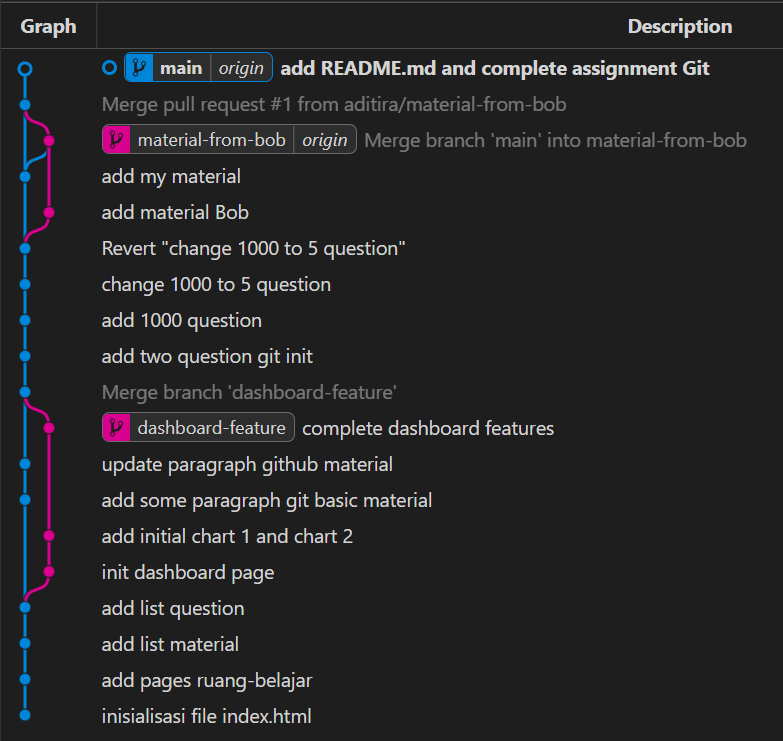 Graph Description
main origin add README.md and complete assignment Git
Merge pull request #1 from aditira/material-from-bob
material-from-bob origin Merge branch 'main' into material-from-bob
add my material
add material Bob
Revert "change 1000 to 5 question"
change 1000 to 5 question
add 1000 question
add two question git init
Merge branch 'dashboard-feature'
dashboard-feature complete dashboard features
update paragraph github material
add some paragraph git basic material
add initial chart 1 and chart 2
init dashboard page
add list question
add list material
add pages ruang-belajar
inisialisasi file index.html